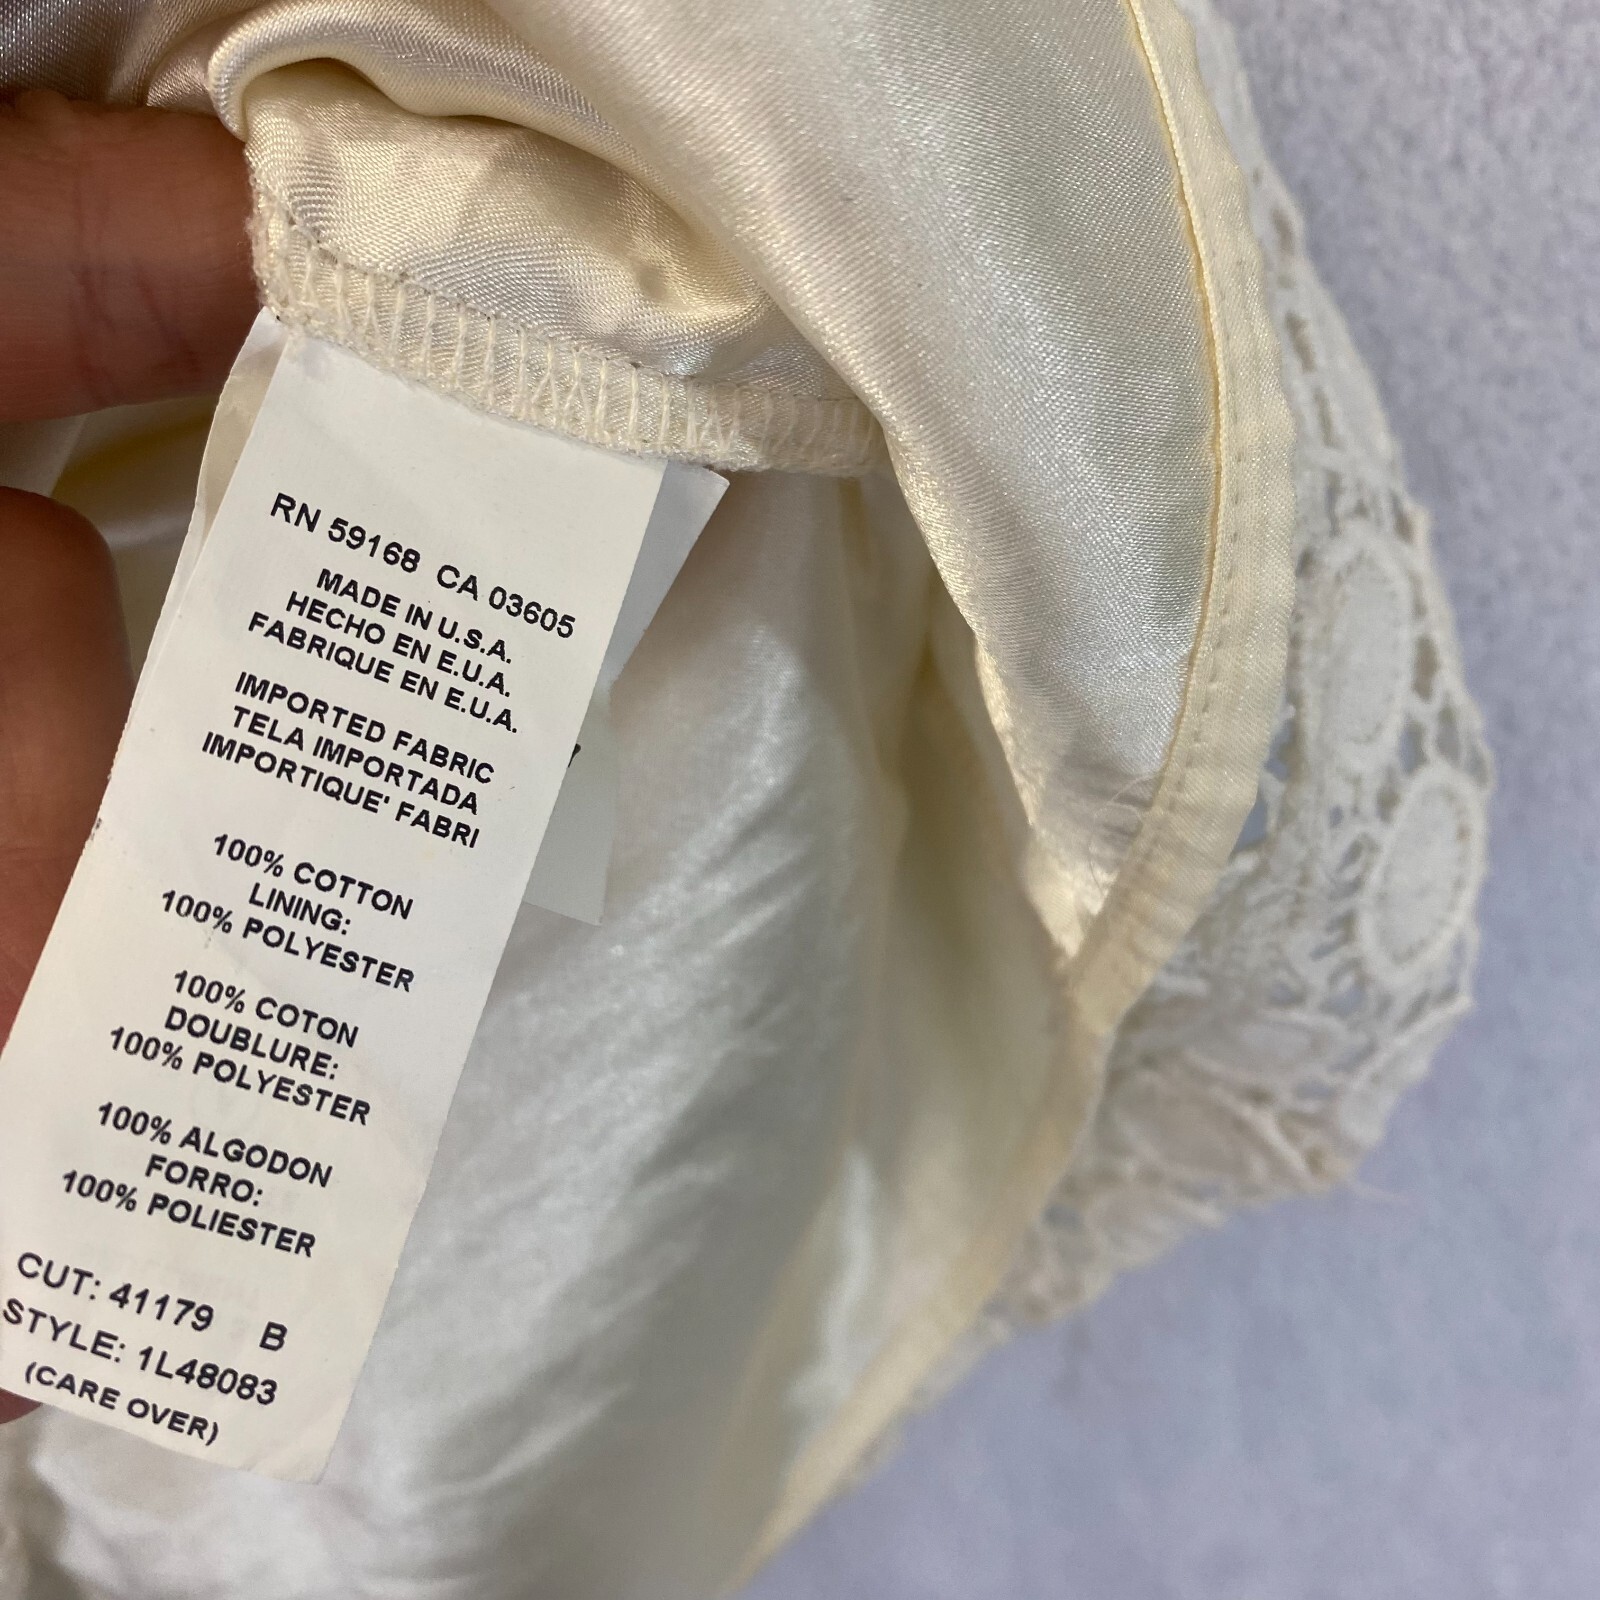 RN 59168 CA 03605
MADE IN U.S.A.
HECHO EN E.U.A.
FABRIQUE EN E.U.A.
IMPORTED FABRIC
TELA IMPORTADA
IMPORTIQUE' FABRI
100% COTTON
LINING:
100% POLYESTER
100% COTON
DOUBLURE:
100% POLYESTER
100% ALGODON
FORRO:
100% POLIESTER
CUT: 41179 B
STYLE: 1L48083
(CARE OVER)